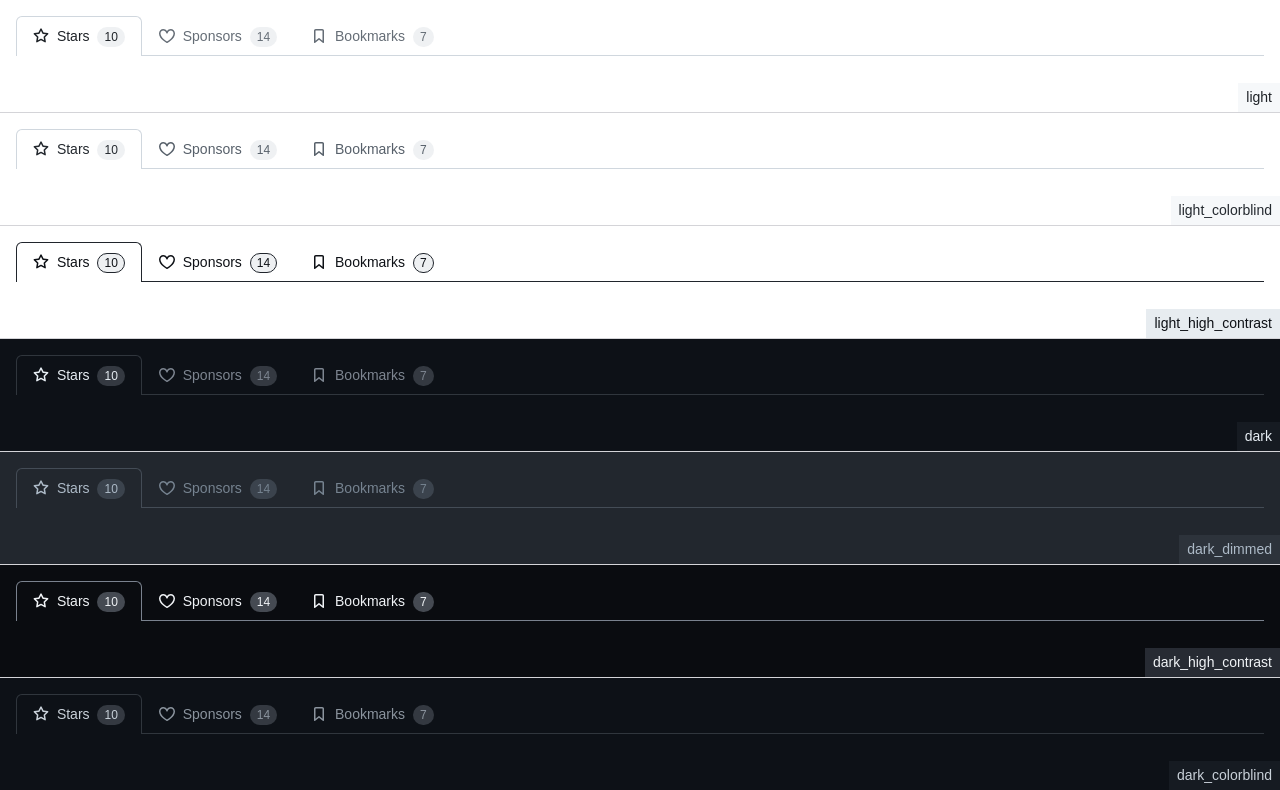 Stars 10 Sponsors 14 Bookmarks 7
light
Stars 10 Sponsors 14 Bookmarks 7
light_colorblind
Stars 10 Sponsors 14 Bookmarks 7
light_high_contrast
Stars 10 Sponsors 14 Bookmarks 7
dark
Stars 10 Sponsors 14 Bookmarks 7
dark_dimmed
Stars 10 Sponsors 14 Bookmarks 7
dark_high_contrast
Stars 10 Sponsors 14 Bookmarks 7
dark_colorblind